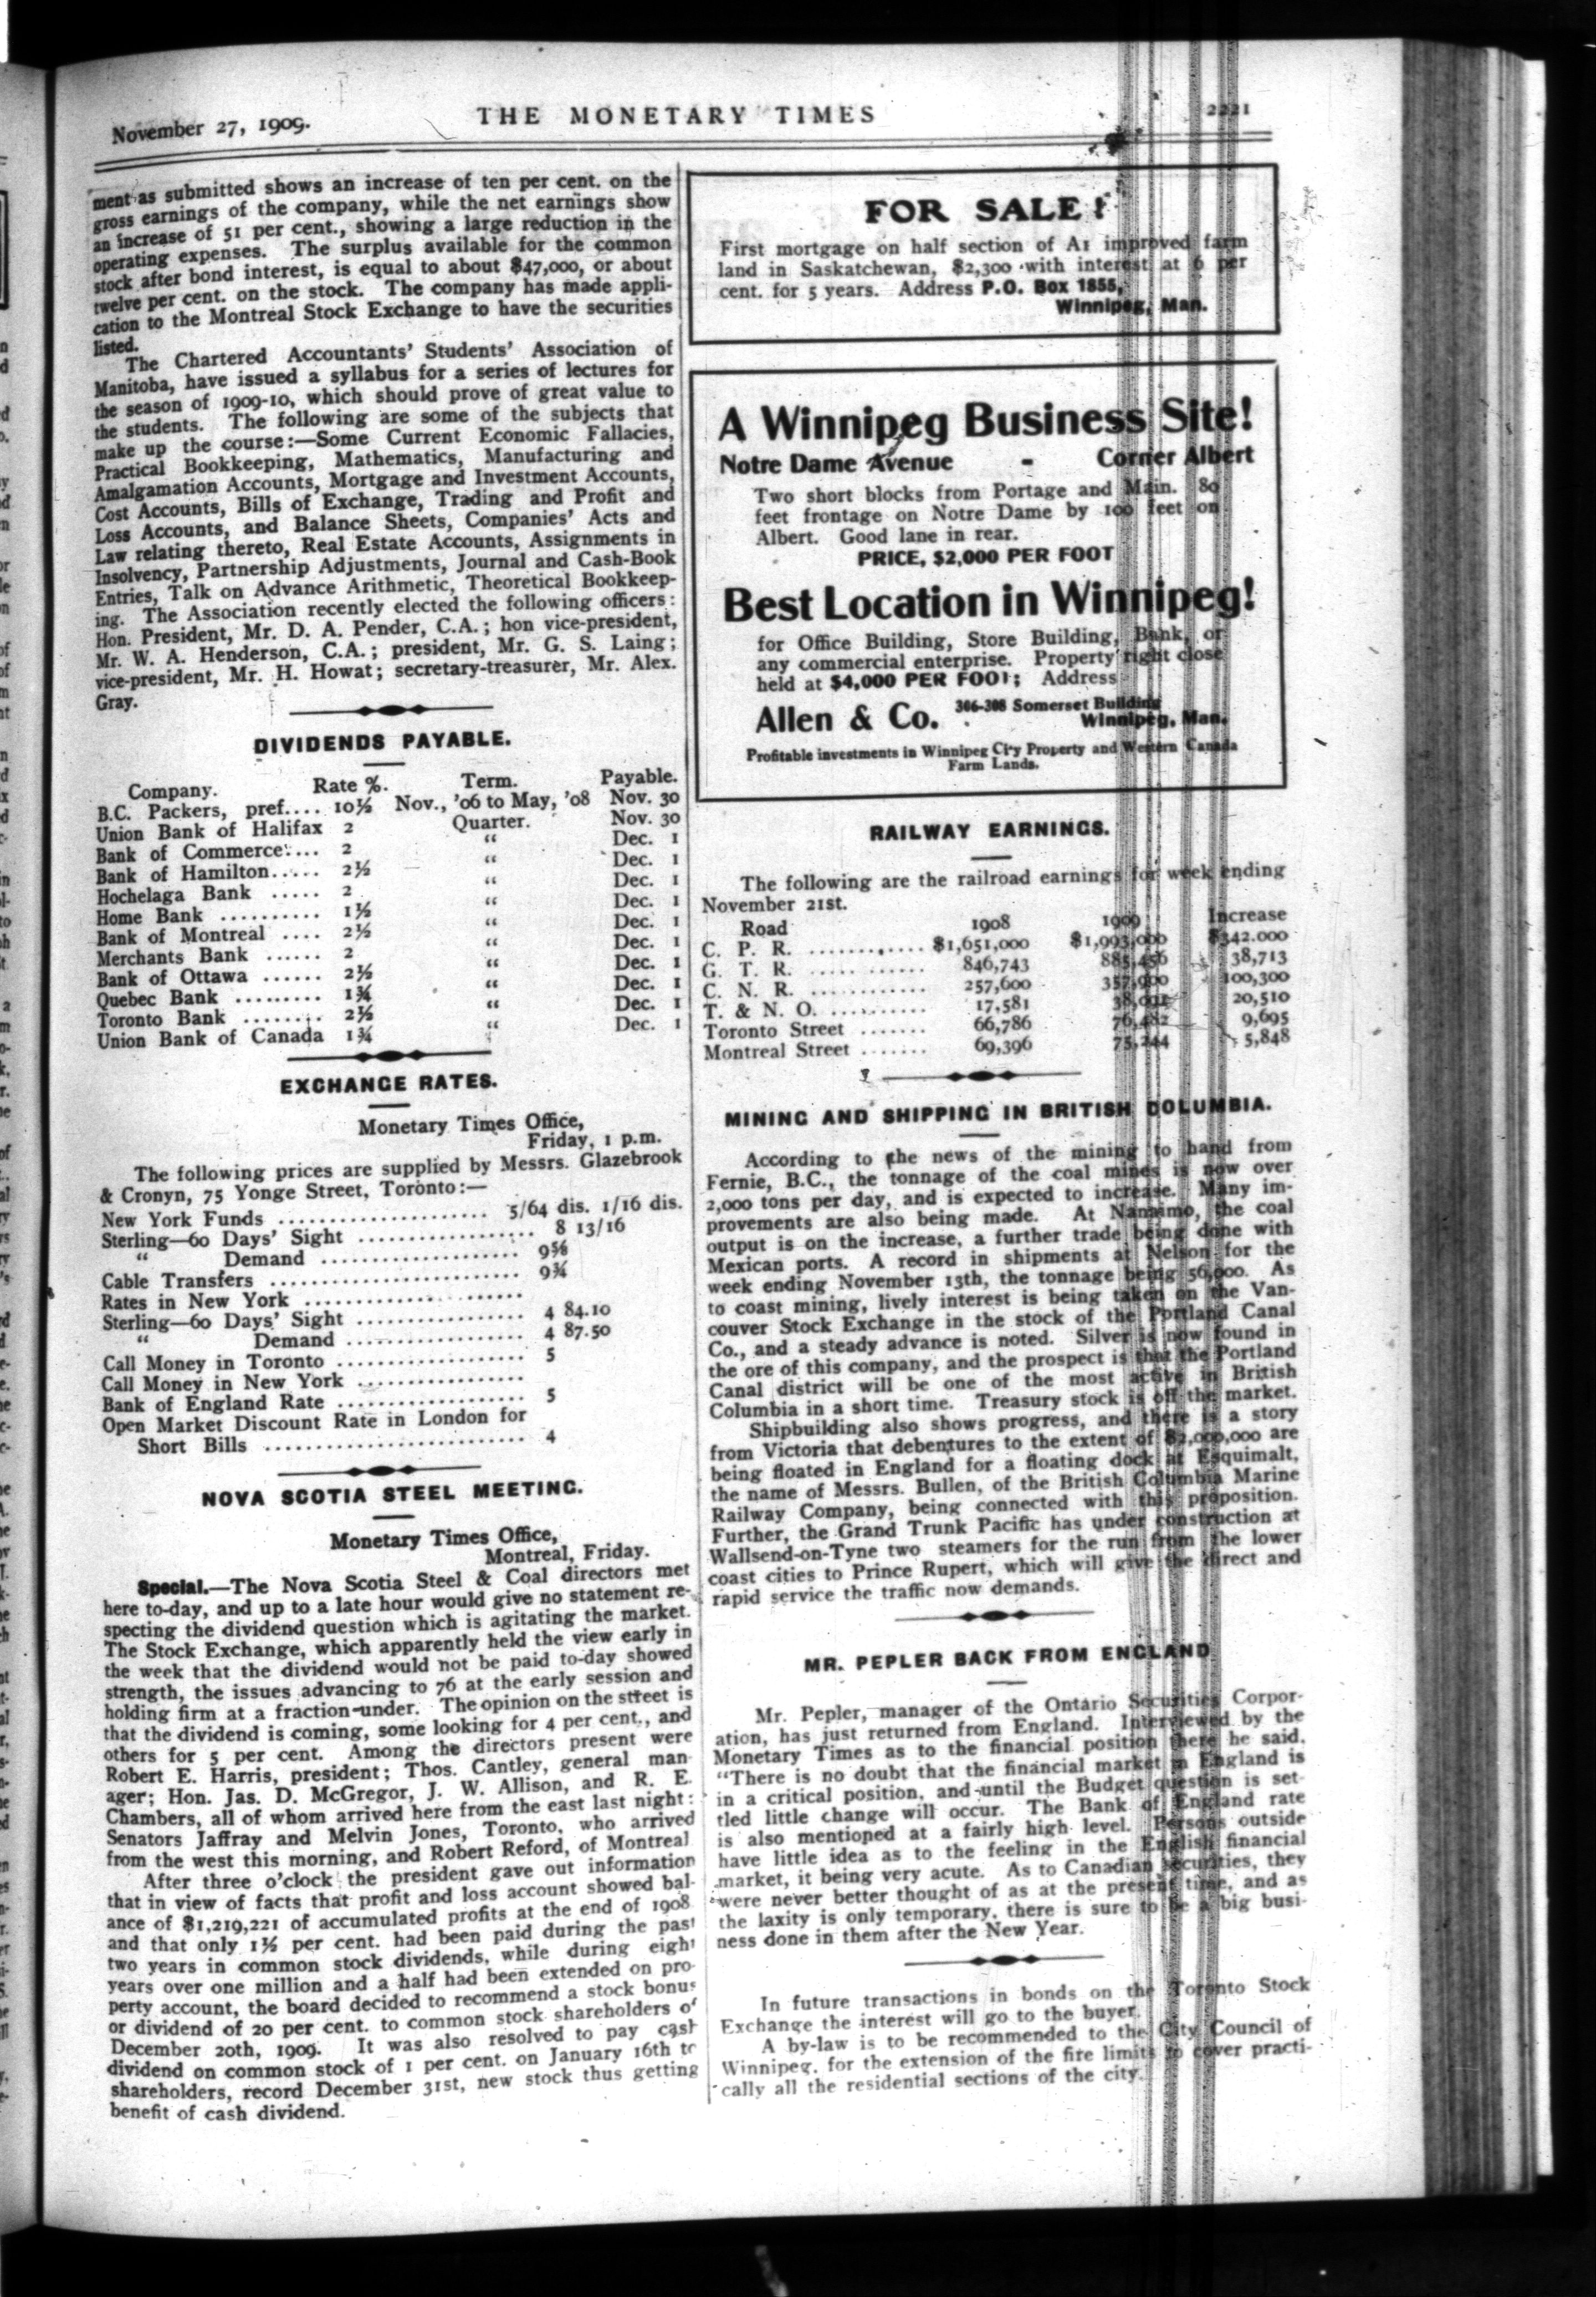 November 27, 1909.
THE MONETARY TIMES
2221
ment as submitted shows an increase of ten per cent. on the
gross earnings of the company, while the net earnings show
an increase of 51 per cent., showing a large reduction in the
operating expenses. The surplus available for the common
stock after bond interest, is equal to about $47,000, or about
twelve per cent. on the stock. The company has made appli-
cation to the Montreal Stock Exchange to have the securities
listed.
The Chartered Accountants' Students' Association of
Manitoba, have issued a syllabus for a series of lectures for
the season of 1909-10, which should prove of great value to
the students. The following are some of the subjects that
make up the course:—Some Current Economic Fallacies,
Practical Bookkeeping, Mathematics, Manufacturing and
Amalgamation Accounts, Mortgage and Investment Accounts,
Cost Accounts, Bills of Exchange, Trading and Profit and
Loss Accounts, and Balance Sheets, Companies' Acts and
Law relating thereto, Real Estate Accounts, Assignments in
Insolvency, Partnership Adjustments, Journal and Cash-Book
Entries, Talk on Advance Arithmetic, Theoretical Bookkeep-
ing. The Association recently elected the following officers:
Hon. President, Mr. D. A. Pender, C.A.; hon vice-president,
Mr. W. A. Henderson, C.A.; president, Mr. G. S. Laing;
vice-president, Mr. H. Howat; secretary-treasurer, Mr. Alex.
Gray.
DIVIDENDS PAYABLE.
Company. Rate %. Term. Payable.
B.C. Packers, pref.... 10½ Nov., '06 to May, '08 Nov. 30
Union Bank of Halifax 2 Quarter. Nov. 30
Bank of Commerce.... 2 " Dec. 1
Bank of Hamilton..... 2½ " Dec. 1
Hochelaga Bank ..... 2 " Dec. 1
Home Bank .......... 1½ " Dec. 1
Bank of Montreal .... 2½ " Dec. 1
Merchants Bank ...... 2 " Dec. 1
Bank of Ottawa ...... 2½ " Dec. 1
Quebec Bank ......... 1¾ " Dec. 1
Toronto Bank ........ 2½ " Dec. 1
Union Bank of Canada 1¾ " Dec. 1
EXCHANGE RATES.
Monetary Times Office,
Friday, 1 p.m.
The following prices are supplied by Messrs. Glazebrook
& Cronyn, 75 Yonge Street, Toronto:—
New York Funds ..................... 5/64 dis. 1/16 dis.
Sterling—60 Days' Sight .................. 8 13/16
" Demand .................... 9⅝
Cable Transfers ......................... 9¾
Rates in New York ......................
Sterling—60 Days' Sight ................. 4 84.10
" Demand .................. 4 87.50
Call Money in Toronto ................... 5
Call Money in New York .................
Bank of England Rate ................... 5
Open Market Discount Rate in London for
Short Bills .......................... 4
NOVA SCOTIA STEEL MEETING.
Monetary Times Office,
Montreal, Friday.
Special.—The Nova Scotia Steel & Coal directors met
here to-day, and up to a late hour would give no statement re-
specting the dividend question which is agitating the market.
The Stock Exchange, which apparently held the view early in
the week that the dividend would not be paid to-day showed
strength, the issues advancing to 76 at the early session and
holding firm at a fraction under. The opinion on the street is
that the dividend is coming, some looking for 4 per cent., and
others for 5 per cent. Among the directors present were
Robert E. Harris, president; Thos. Cantley, general man
ager; Hon. Jas. D. McGregor, J. W. Allison, and R. E.
Chambers, all of whom arrived here from the east last night:
Senators Jaffray and Melvin Jones, Toronto, who arrived
from the west this morning, and Robert Reford, of Montreal
After three o'clock the president gave out information
that in view of facts that profit and loss account showed bal-
ance of $1,219,221 of accumulated profits at the end of 1908
and that only 1½ per cent. had been paid during the past
two years in common stock dividends, while during eight
years over one million and a half had been extended on pro-
perty account, the board decided to recommend a stock bonus
or dividend of 20 per cent. to common stock shareholders of
December 20th, 1909. It was also resolved to pay cash
dividend on common stock of 1 per cent. on January 16th to
shareholders, record December 31st, new stock thus getting
benefit of cash dividend.
FOR SALE!
First mortgage on half section of A1 improved farm
land in Saskatchewan, $2,300 with interest at 6 per
cent. for 5 years. Address P.O. Box 1855,
Winnipeg, Man.
A Winnipeg Business Site!
Notre Dame Avenue - Corner Albert
Two short blocks from Portage and Main. 80
feet frontage on Notre Dame by 100 feet on
Albert. Good lane in rear.
PRICE, $2,000 PER FOOT
Best Location in Winnipeg!
for Office Building, Store Building, Bank, or
any commercial enterprise. Property right close
held at $4,000 PER FOOT; Address
Allen & Co. 306-308 Somerset Building
Winnipeg, Man.
Profitable investments in Winnipeg City Property and Western Canada
Farm Lands.
RAILWAY EARNINGS.
The following are the railroad earnings for week ending
November 21st.
Road 1908 1909 Increase
C. P. R. ............ $1,651,000 $1,993,000 $342.000
G. T. R. ............ 846,743 885,456 38,713
C. N. R. ............ 257,600 357,900 100,300
T. & N. O. .......... 17,581 38,091 20,510
Toronto Street ....... 66,786 76,482 9,695
Montreal Street ....... 69,396 75,244 5,848
MINING AND SHIPPING IN BRITISH COLUMBIA.
According to the news of the mining to hand from
Fernie, B.C., the tonnage of the coal mines is now over
2,000 tons per day, and is expected to increase. Many im-
provements are also being made. At Nanaimo, the coal
output is on the increase, a further trade being done with
Mexican ports. A record in shipments at Nelson for the
week ending November 13th, the tonnage being 56,000. As
to coast mining, lively interest is being taken on the Van-
couver Stock Exchange in the stock of the Portland Canal
Co., and a steady advance is noted. Silver is now found in
the ore of this company, and the prospect is that the Portland
Canal district will be one of the most active in British
Columbia in a short time. Treasury stock is off the market.
Shipbuilding also shows progress, and there is a story
from Victoria that debentures to the extent of $2,000,000 are
being floated in England for a floating dock at Esquimalt,
the name of Messrs. Bullen, of the British Columbia Marine
Railway Company, being connected with this proposition.
Further, the Grand Trunk Pacific has under construction at
Wallsend-on-Tyne two steamers for the run from the lower
coast cities to Prince Rupert, which will give the direct and
rapid service the traffic now demands.
MR. PEPLER BACK FROM ENGLAND
Mr. Pepler, manager of the Ontario Securities Corpor-
ation, has just returned from England. Interviewed by the
Monetary Times as to the financial position there he said.
"There is no doubt that the financial market in England is
in a critical position, and until the Budget question is set-
tled little change will occur. The Bank of England rate
is also mentioned at a fairly high level. Persons outside
have little idea as to the feeling in the English financial
market, it being very acute. As to Canadian securities, they
were never better thought of as at the present time, and as
the laxity is only temporary, there is sure to be a big busi-
ness done in them after the New Year.
In future transactions in bonds on the Toronto Stock
Exchange the interest will go to the buyer.
A by-law is to be recommended to the City Council of
Winnipeg. for the extension of the fire limits to cover practi-
cally all the residential sections of the city.